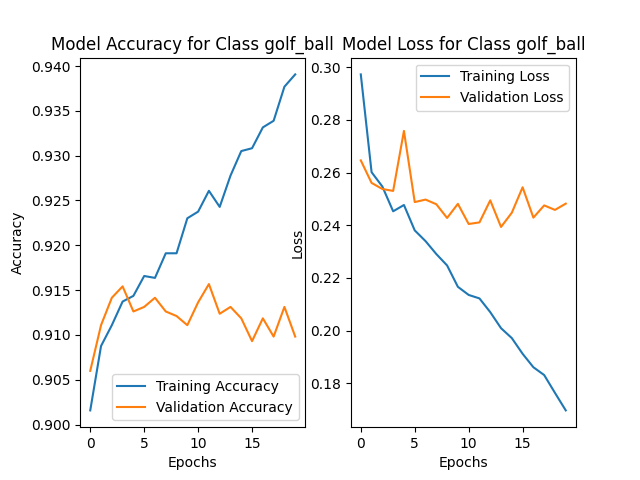 Model Accuracy for Class golf_ball
0.940
0.935
0.930
0.925
0.920
0.915
0.910
0.905
0.900
Accuracy
0
5
10
15
Epochs
Training Accuracy
Validation Accuracy
Model Loss for Class golf_ball
0.30
0.28
0.26
0.24
0.22
0.20
0.18
Loss
0
5
10
15
Epochs
Training Loss
Validation Loss